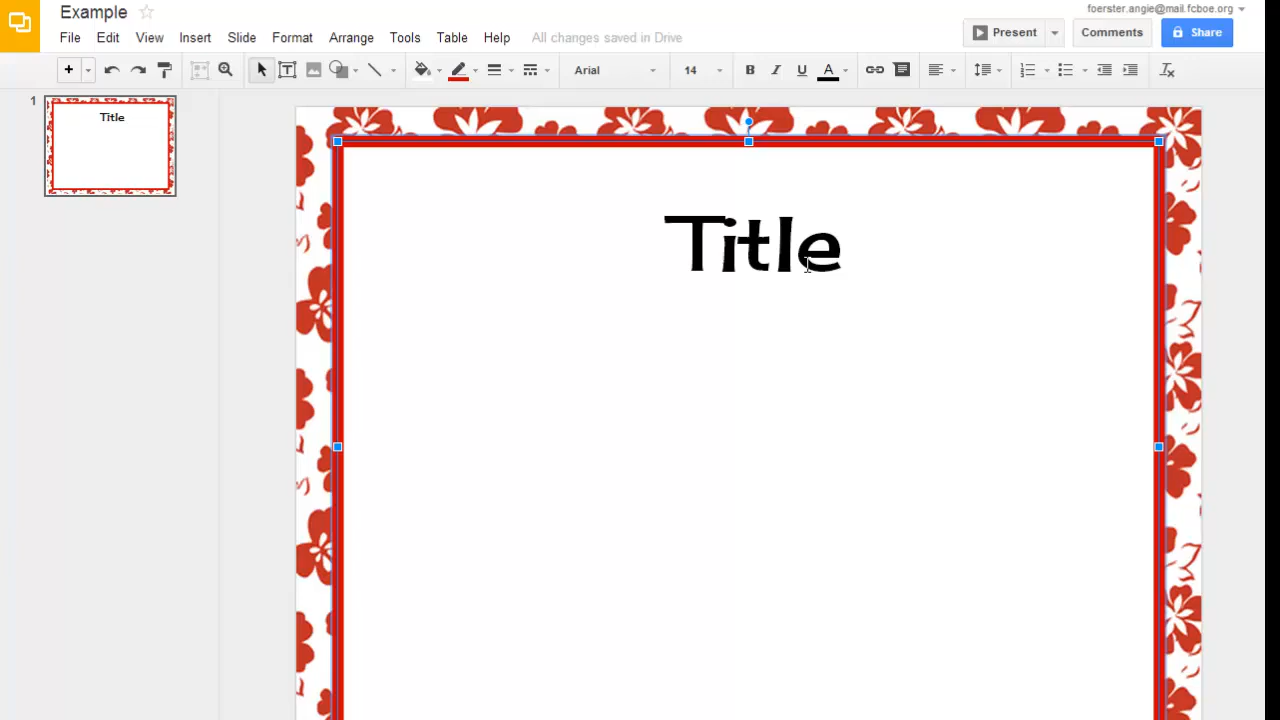 Example
foerster.angie@mail.fcboe.org
File Edit View Insert Slide Format Arrange Tools Table Help All changes saved in Drive
Present Comments Share
Arial 14 B I U A
1
Title
Title